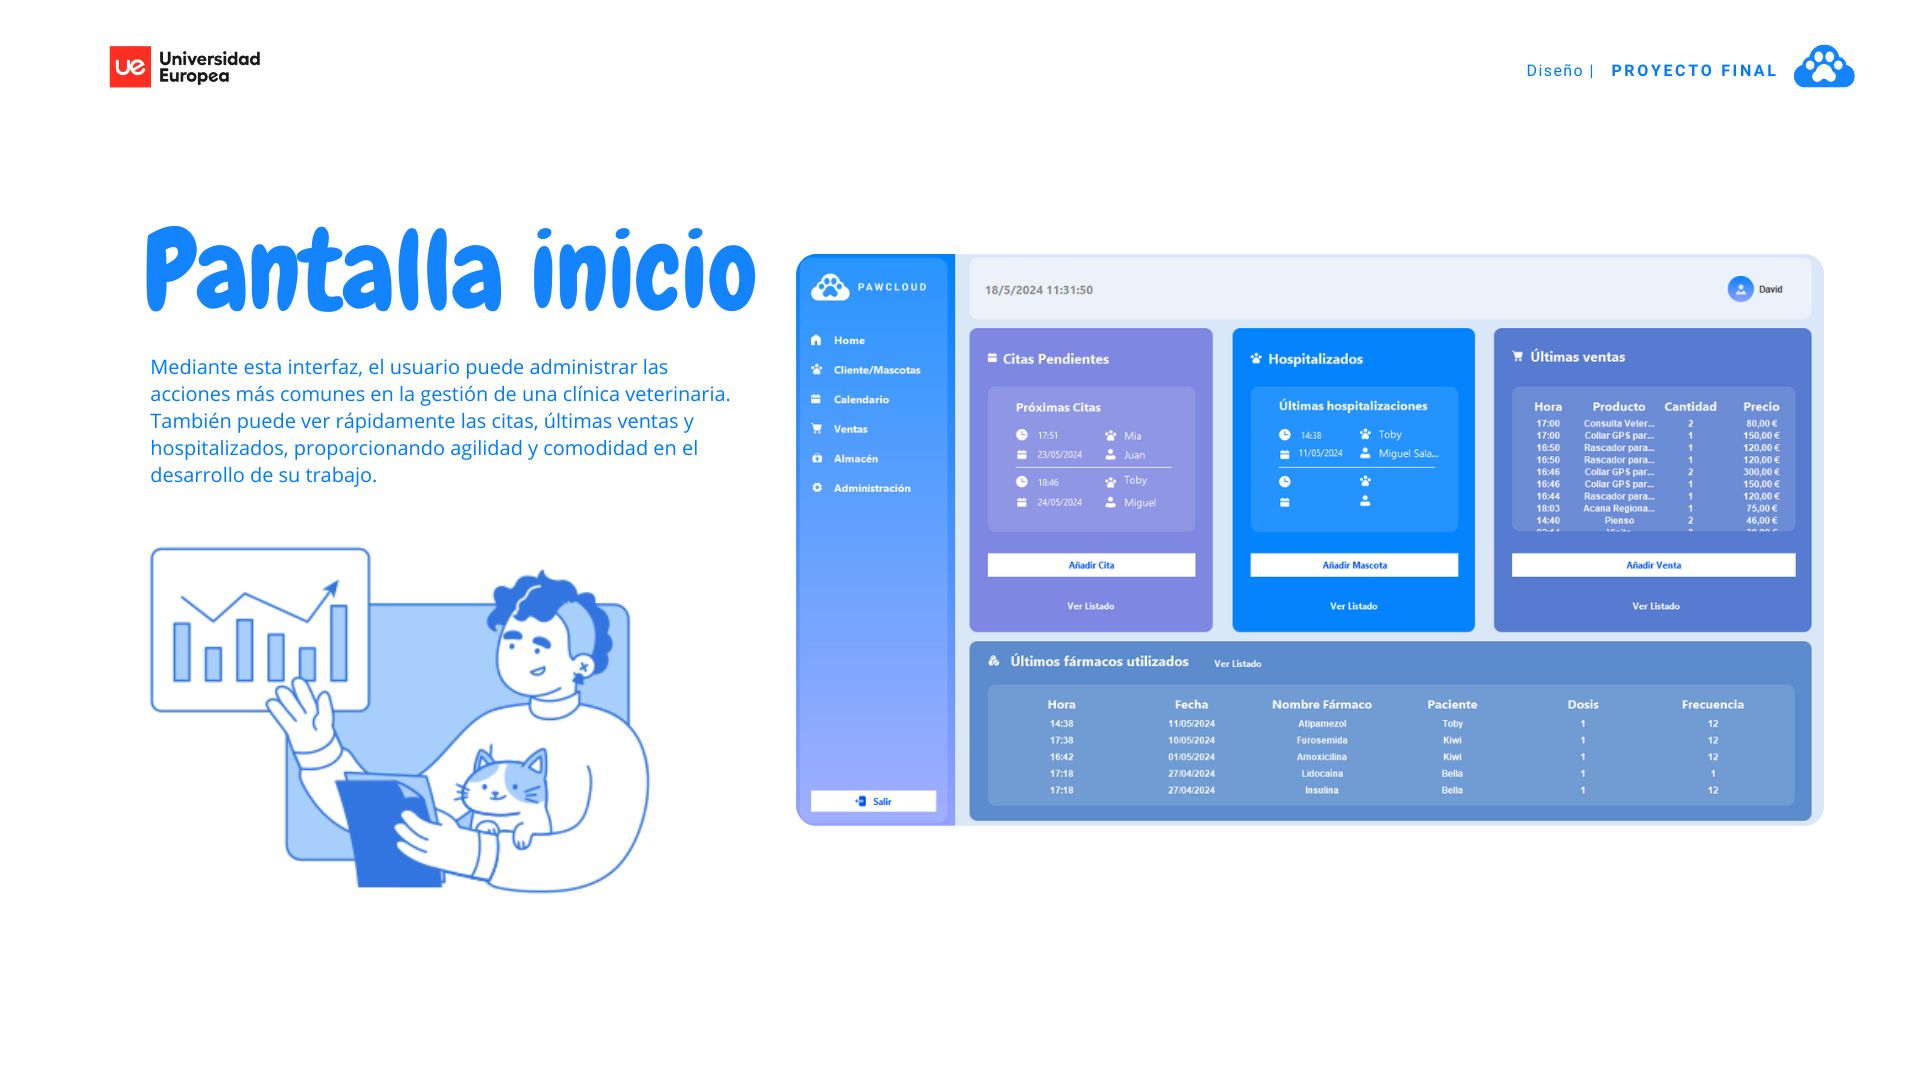 ue Universidad
Europea
Diseño | PROYECTO FINAL
Pantalla inicio
Mediante esta interfaz, el usuario puede administrar las
acciones más comunes en la gestión de una clínica veterinaria.
También puede ver rápidamente las citas, últimas ventas y
hospitalizados, proporcionando agilidad y comodidad en el
desarrollo de su trabajo.
PAWCLOUD
Home
Cliente/Mascotas
Calendario
Ventas
Almacén
Administración
Salir
18/5/2024 11:31:50
David
Citas Pendientes
Próximas Citas
17:51 Mia
23/05/2024 Juan
18:46 Toby
24/05/2024 Miguel
Añadir Cita
Ver Listado
Hospitalizados
Últimas hospitalizaciones
14:38 Toby
11/05/2024 Miguel Sala...
Añadir Mascota
Ver Listado
Últimas ventas
Hora Producto Cantidad Precio
17:00 Consulta Veter... 2 80,00 €
17:00 Collar GPS par... 1 150,00 €
16:50 Rascador para... 1 120,00 €
16:50 Rascador para... 1 120,00 €
16:46 Collar GPS par... 2 300,00 €
16:46 Collar GPS par... 1 150,00 €
16:44 Rascador para... 1 120,00 €
18:03 Acana Regiona... 1 75,00 €
14:40 Pienso 2 46,00 €
Añadir Venta
Ver Listado
Últimos fármacos utilizados Ver Listado
Hora Fecha Nombre Fármaco Paciente Dosis Frecuencia
14:38 11/05/2024 Atipamezol Toby 1 12
17:38 10/05/2024 Furosemida Kiwi 1 12
16:42 01/05/2024 Amoxicilina Kiwi 1 12
17:18 27/04/2024 Lidocaína Bella 1 1
17:18 27/04/2024 Insulina Bella 1 12